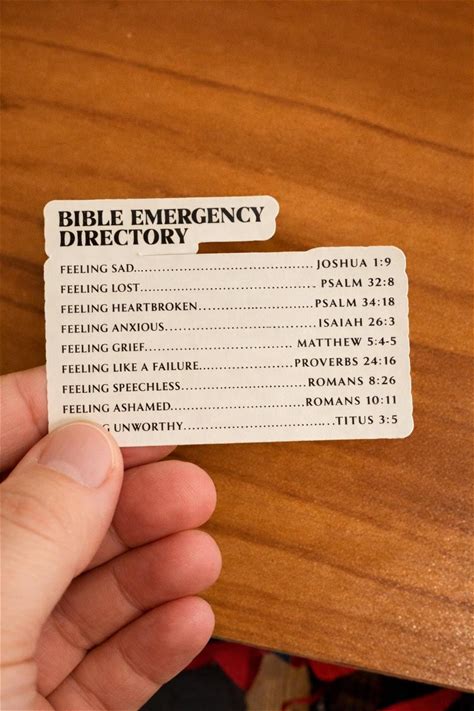 BIBLE EMERGENCY
DIRECTORY
FEELING SAD.......................................... JOSHUA 1:9
FEELING LOST.......................................... PSALM 32:8
FEELING HEARTBROKEN........................... PSALM 34:18
FEELING ANXIOUS................................... ISAIAH 26:3
FEELING GRIEF.................................... MATTHEW 5:4-5
FEELING LIKE A FAILURE...................... PROVERBS 24:16
FEELING SPEECHLESS............................ ROMANS 8:26
FEELING ASHAMED............................... ROMANS 10:11
UNWORTHY........................................ TITUS 3:5